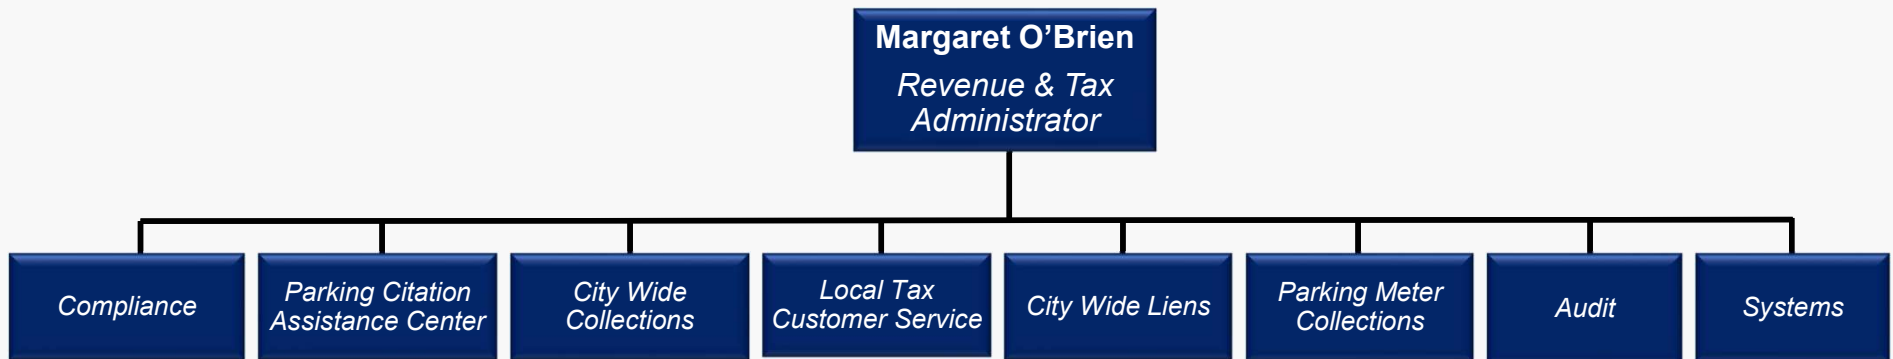 Margaret O’Brien
Revenue & Tax
Administrator
Compliance
Parking Citation
Assistance Center
City Wide
Collections
Local Tax
Customer Service
City Wide Liens
Parking Meter
Collections
Audit
Systems